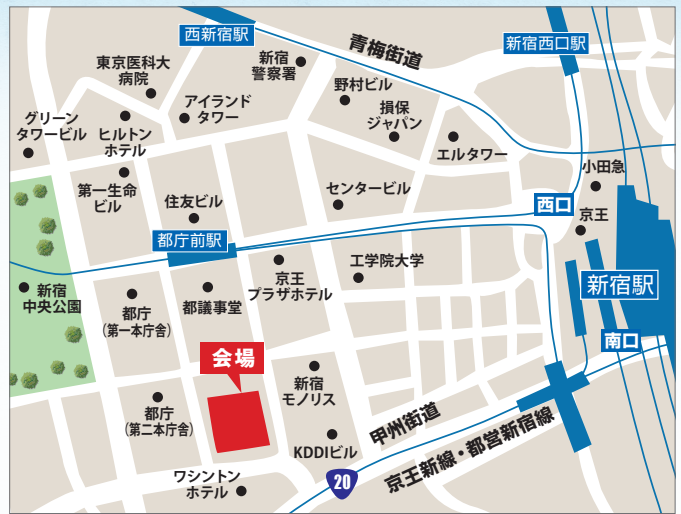 西新宿駅
青梅街道
新宿西口駅
東京医科大
病院
新宿
警察署
野村ビル
アイランド
タワー
損保
ジャパン
グリーン
タワービル
ヒルトン
ホテル
エルタワー
小田急
第一生命
ビル
住友ビル
センタービル
西口
京王
都庁前駅
新宿
中央公園
都庁
(第一本庁舎)
都議事堂
京王
プラザホテル
工学院大学
新宿駅
南口
会場
新宿
モノリス
都庁
(第二本庁舎)
KDDIビル
甲州街道
京王新線・都営新宿線
ワシントン
ホテル
20